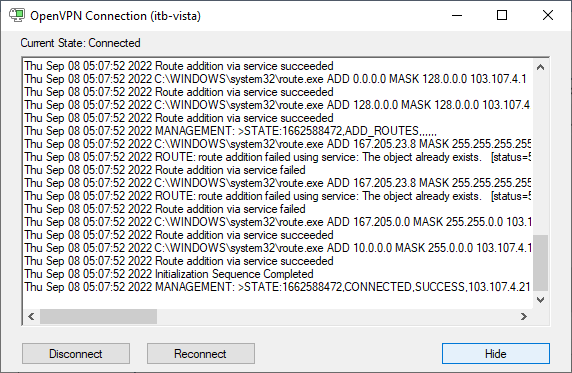 OpenVPN Connection (itb-vista)
Current State: Connected
Thu Sep 08 05:07:52 2022 Route addition via service succeeded
Thu Sep 08 05:07:52 2022 C:\WINDOWS\system32\route.exe ADD 0.0.0.0 MASK 128.0.0.0 103.107.4.1
Thu Sep 08 05:07:52 2022 Route addition via service succeeded
Thu Sep 08 05:07:52 2022 C:\WINDOWS\system32\route.exe ADD 128.0.0.0 MASK 128.0.0.0 103.107.4
Thu Sep 08 05:07:52 2022 Route addition via service succeeded
Thu Sep 08 05:07:52 2022 MANAGEMENT: >STATE:1662588472,ADD_ROUTES,,,,,,
Thu Sep 08 05:07:52 2022 C:\WINDOWS\system32\route.exe ADD 167.205.23.8 MASK 255.255.255.255
Thu Sep 08 05:07:52 2022 ROUTE: route addition failed using service: The object already exists. [status=5
Thu Sep 08 05:07:52 2022 Route addition via service failed
Thu Sep 08 05:07:52 2022 C:\WINDOWS\system32\route.exe ADD 167.205.23.8 MASK 255.255.255.255
Thu Sep 08 05:07:52 2022 ROUTE: route addition failed using service: The object already exists. [status=5
Thu Sep 08 05:07:52 2022 Route addition via service failed
Thu Sep 08 05:07:52 2022 C:\WINDOWS\system32\route.exe ADD 167.205.0.0 MASK 255.255.0.0 103.1
Thu Sep 08 05:07:52 2022 Route addition via service succeeded
Thu Sep 08 05:07:52 2022 C:\WINDOWS\system32\route.exe ADD 10.0.0.0 MASK 255.0.0.0 103.107.4.1
Thu Sep 08 05:07:52 2022 Route addition via service succeeded
Thu Sep 08 05:07:52 2022 Initialization Sequence Completed
Thu Sep 08 05:07:52 2022 MANAGEMENT: >STATE:1662588472,CONNECTED,SUCCESS,103.107.4.21
Disconnect
Reconnect
Hide